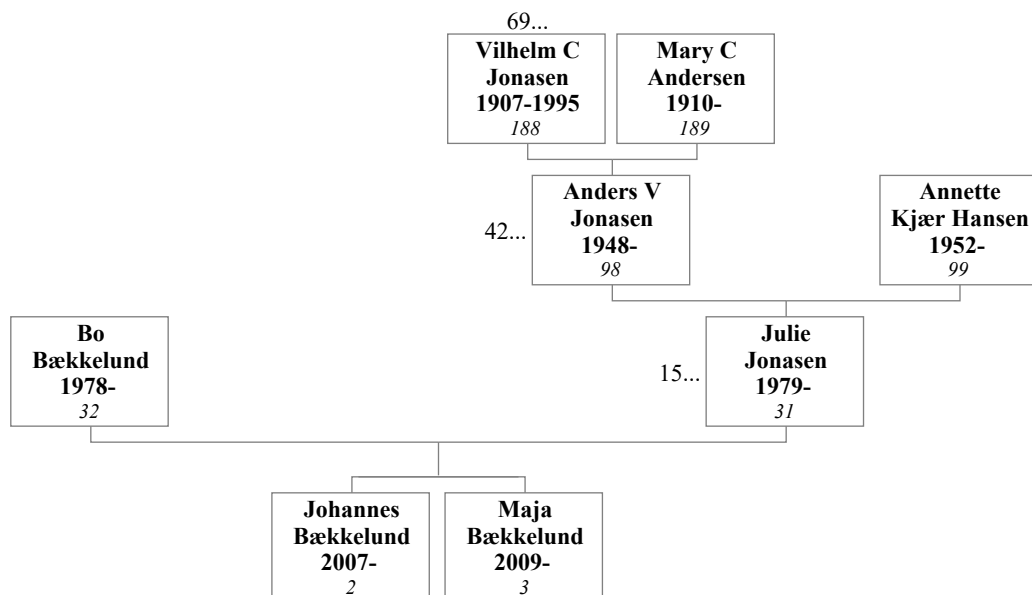 69...
Vilhelm C
Jonasen
1907-1995
188
Mary C
Andersen
1910-
189
42...
Anders V
Jonasen
1948-
98
Annette
Kjær Hansen
1952-
99
Bo
Bækkelund
1978-
32
15...
Julie
Jonasen
1979-
31
Johannes
Bækkelund
2007-
2
Maja
Bækkelund
2009-
3